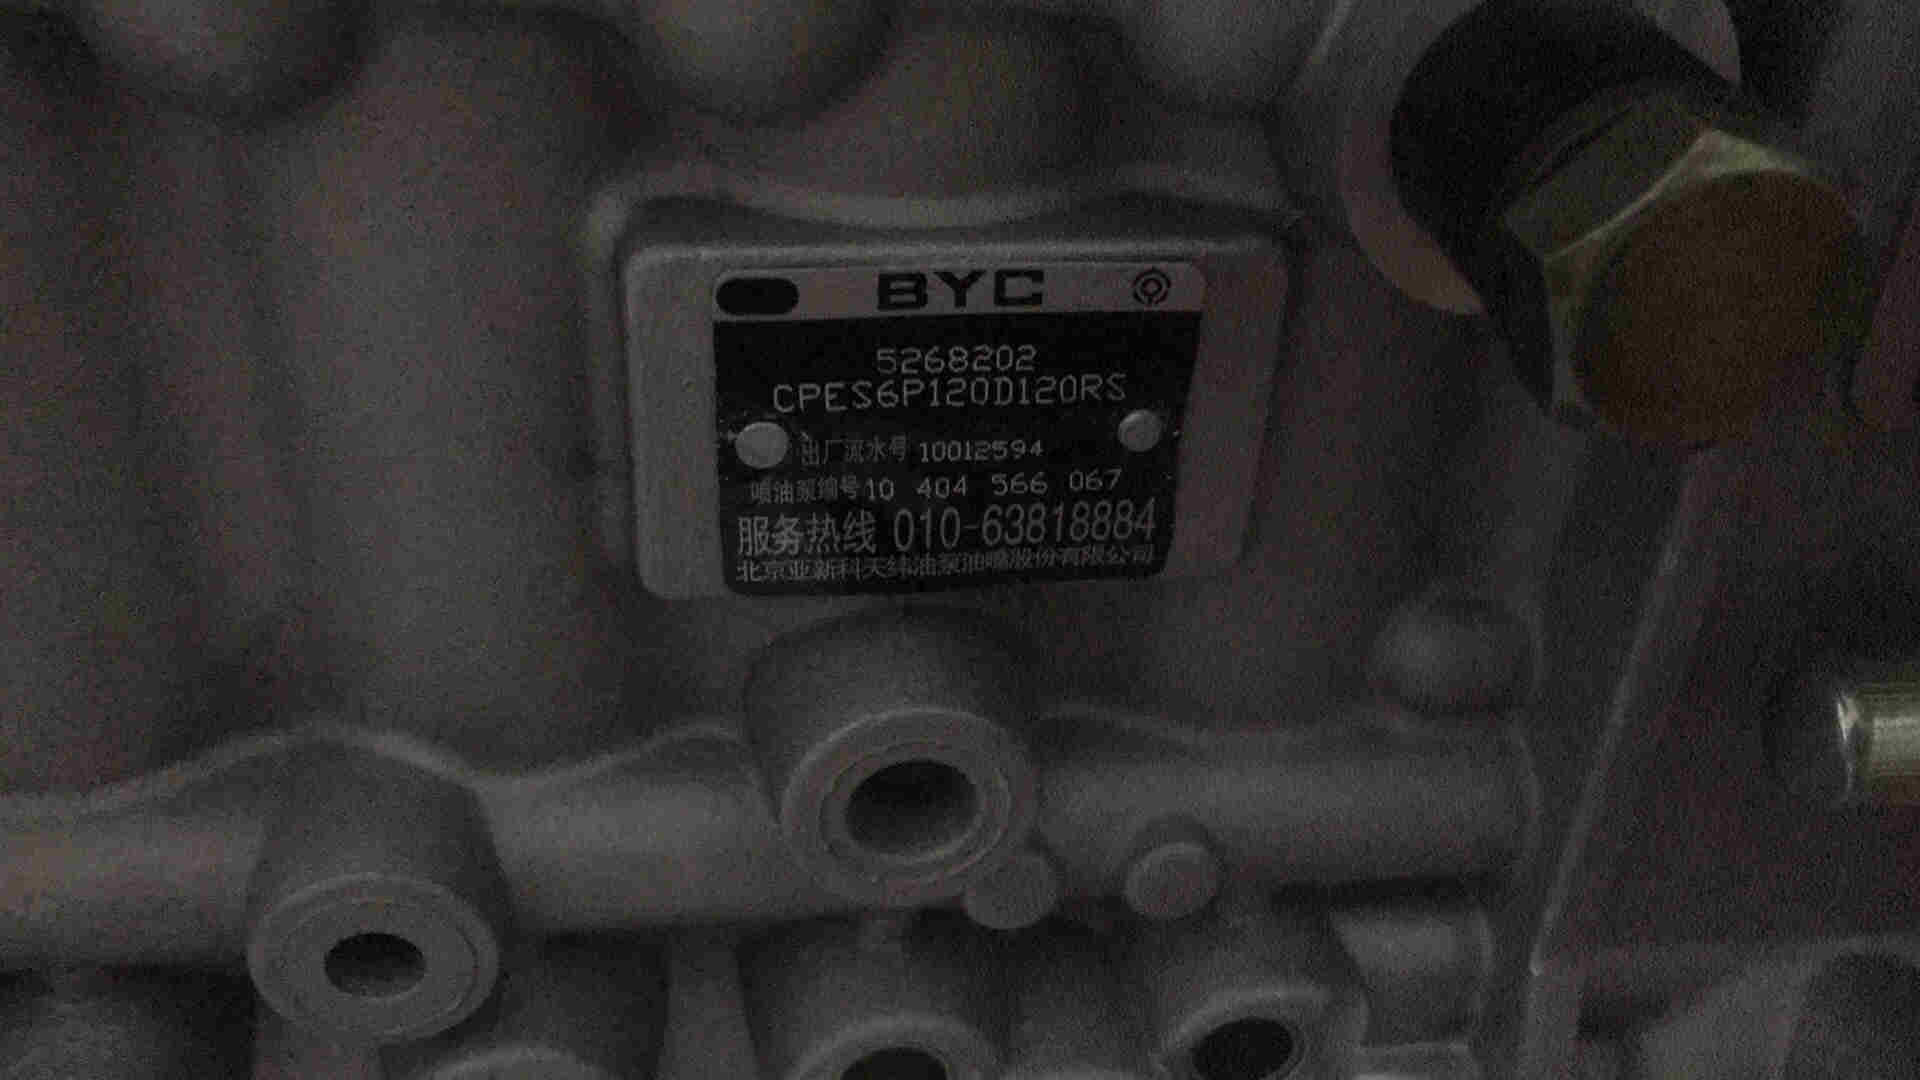 BYC
5268202
CPES6P120D120RS
出厂流水号 10012594
喷油泵编号 10 404 566 067
服务热线 010-63818884
北京亚新科天纬油泵油嘴股份有限公司